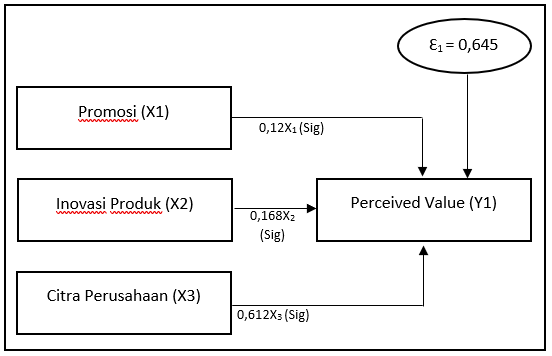 Ɛ₁ = 0,645
Promosi (X1)
0,12X₁ (Sig)
Inovasi Produk (X2)
0,168X₂
(Sig)
Perceived Value (Y1)
Citra Perusahaan (X3)
0,612X₃ (Sig)